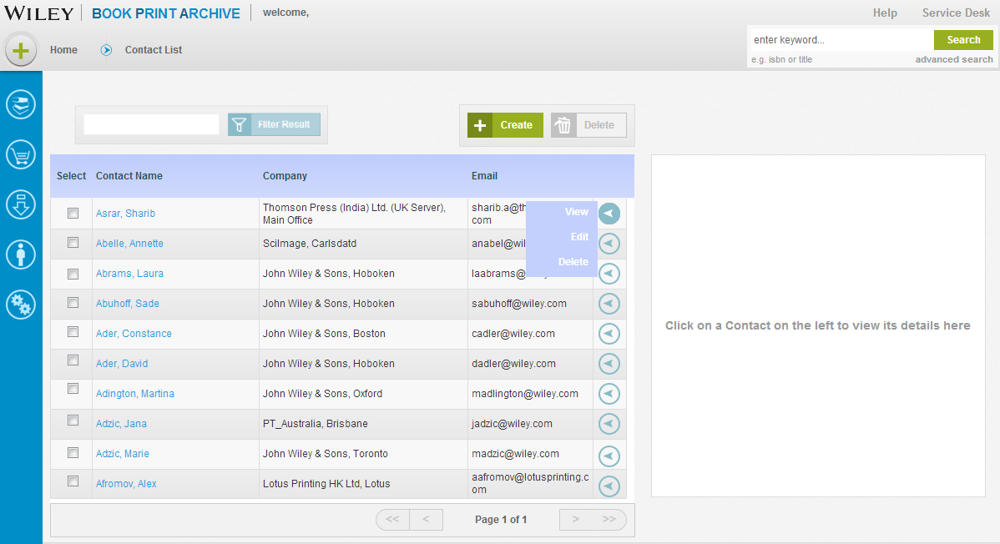 WILEY BOOK PRINT ARCHIVE welcome, Help Service Desk
Home Contact List enter keyword... Search
e.g. isbn or title advanced search
Filter Result + Create Delete
Select Contact Name Company Email
Asrar, Sharib Thomson Press (India) Ltd. (UK Server), Main Office sharib.a@ com
View
Edit
Delete
Abelle, Annette Scilmage, Carlsdatd anabel@wil
Abrams, Laura John Wiley & Sons, Hoboken laabrams@
Abuhoff, Sade John Wiley & Sons, Hoboken sabuhoff@wiley.com
Ader, Constance John Wiley & Sons, Boston cadler@wiley.com
Ader, David John Wiley & Sons, Hoboken dadler@wiley.com
Adington, Martina John Wiley & Sons, Oxford madlington@wiley.com
Adzic, Jana PT_Australia, Brisbane jadzic@wiley.com
Adzic, Marie John Wiley & Sons, Toronto madzic@wiley.com
Afromov, Alex Lotus Printing HK Ltd, Lotus aafromov@lotusprinting.com
<< < Page 1 of 1 > >>
Click on a Contact on the left to view its details here